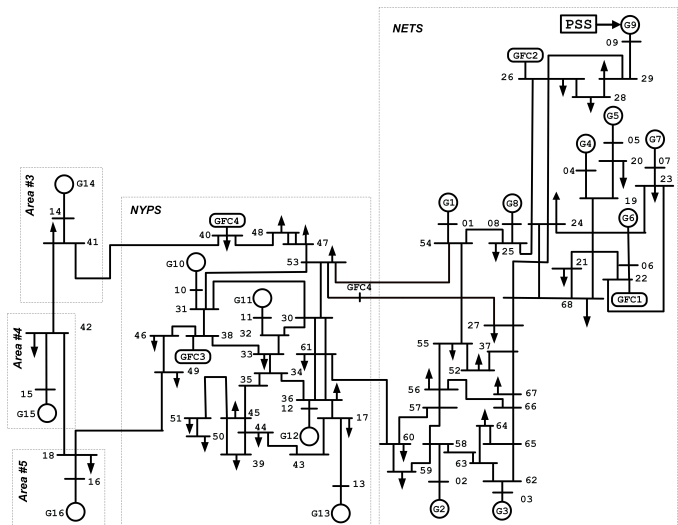 NETS
PSS
G9
09
GFC2
26
29
28
G5
G4
05
G7
20
04
07
23
19
Area #3
G14
14
41
NYPS
GFC4
40
48
47
G1
01
54
G8
08
25
24
G6
21
06
22
GFC1
68
53
G10
10
31
GFC4
G11
11
30
32
27
Area #4
42
46
38
GFC3
49
33
61
34
35
55
52
37
15
G15
36
12
56
57
67
66
51
45
17
50
44
G12
64
18
16
39
43
60
58
65
59
63
Area #5
G16
13
G13
02
G2
62
03
G3